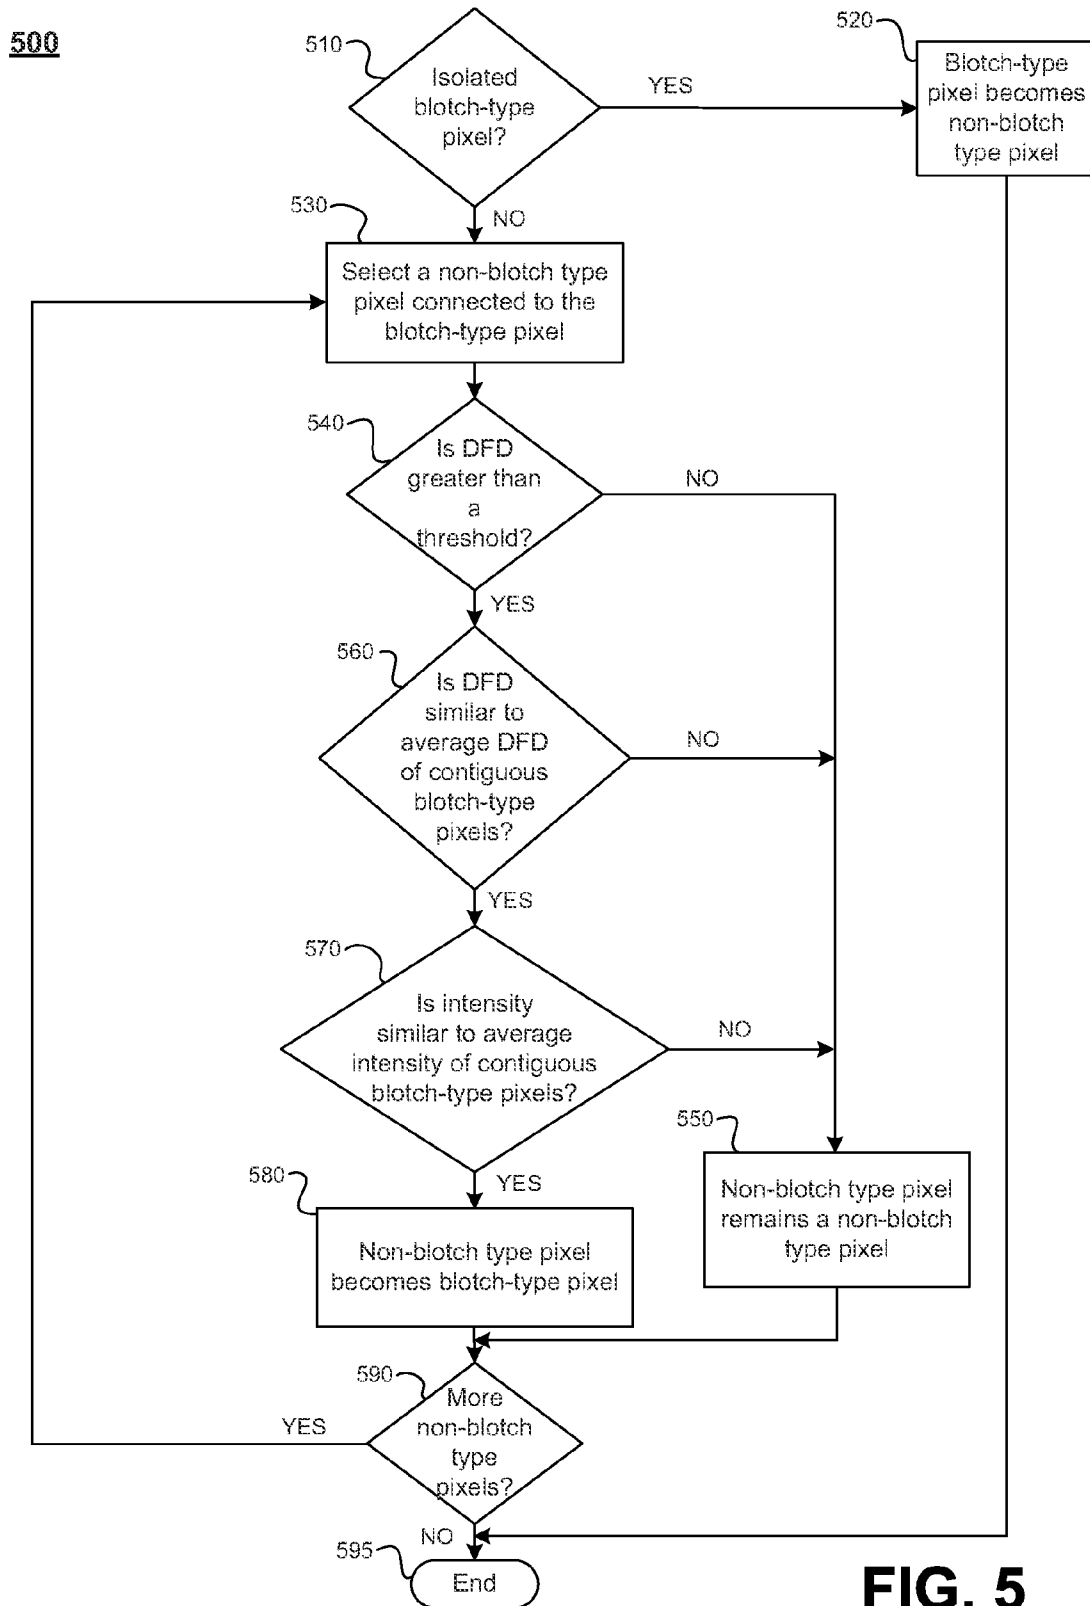 500
510
Isolated
blotch-type
pixel?
YES
520
Blotch-type
pixel becomes
non-blotch
type pixel
NO
530
Select a non-blotch type
pixel connected to the
blotch-type pixel
540
Is DFD
greater than
a
threshold?
NO
YES
560
Is DFD
similar to
average DFD
of contiguous
blotch-type
pixels?
NO
YES
570
Is intensity
similar to average
intensity of contiguous
blotch-type pixels?
NO
550
Non-blotch type pixel
remains a non-blotch
type pixel
YES
580
Non-blotch type pixel
becomes blotch-type pixel
590
More
non-blotch
type
pixels?
YES
NO
595
End
FIG. 5